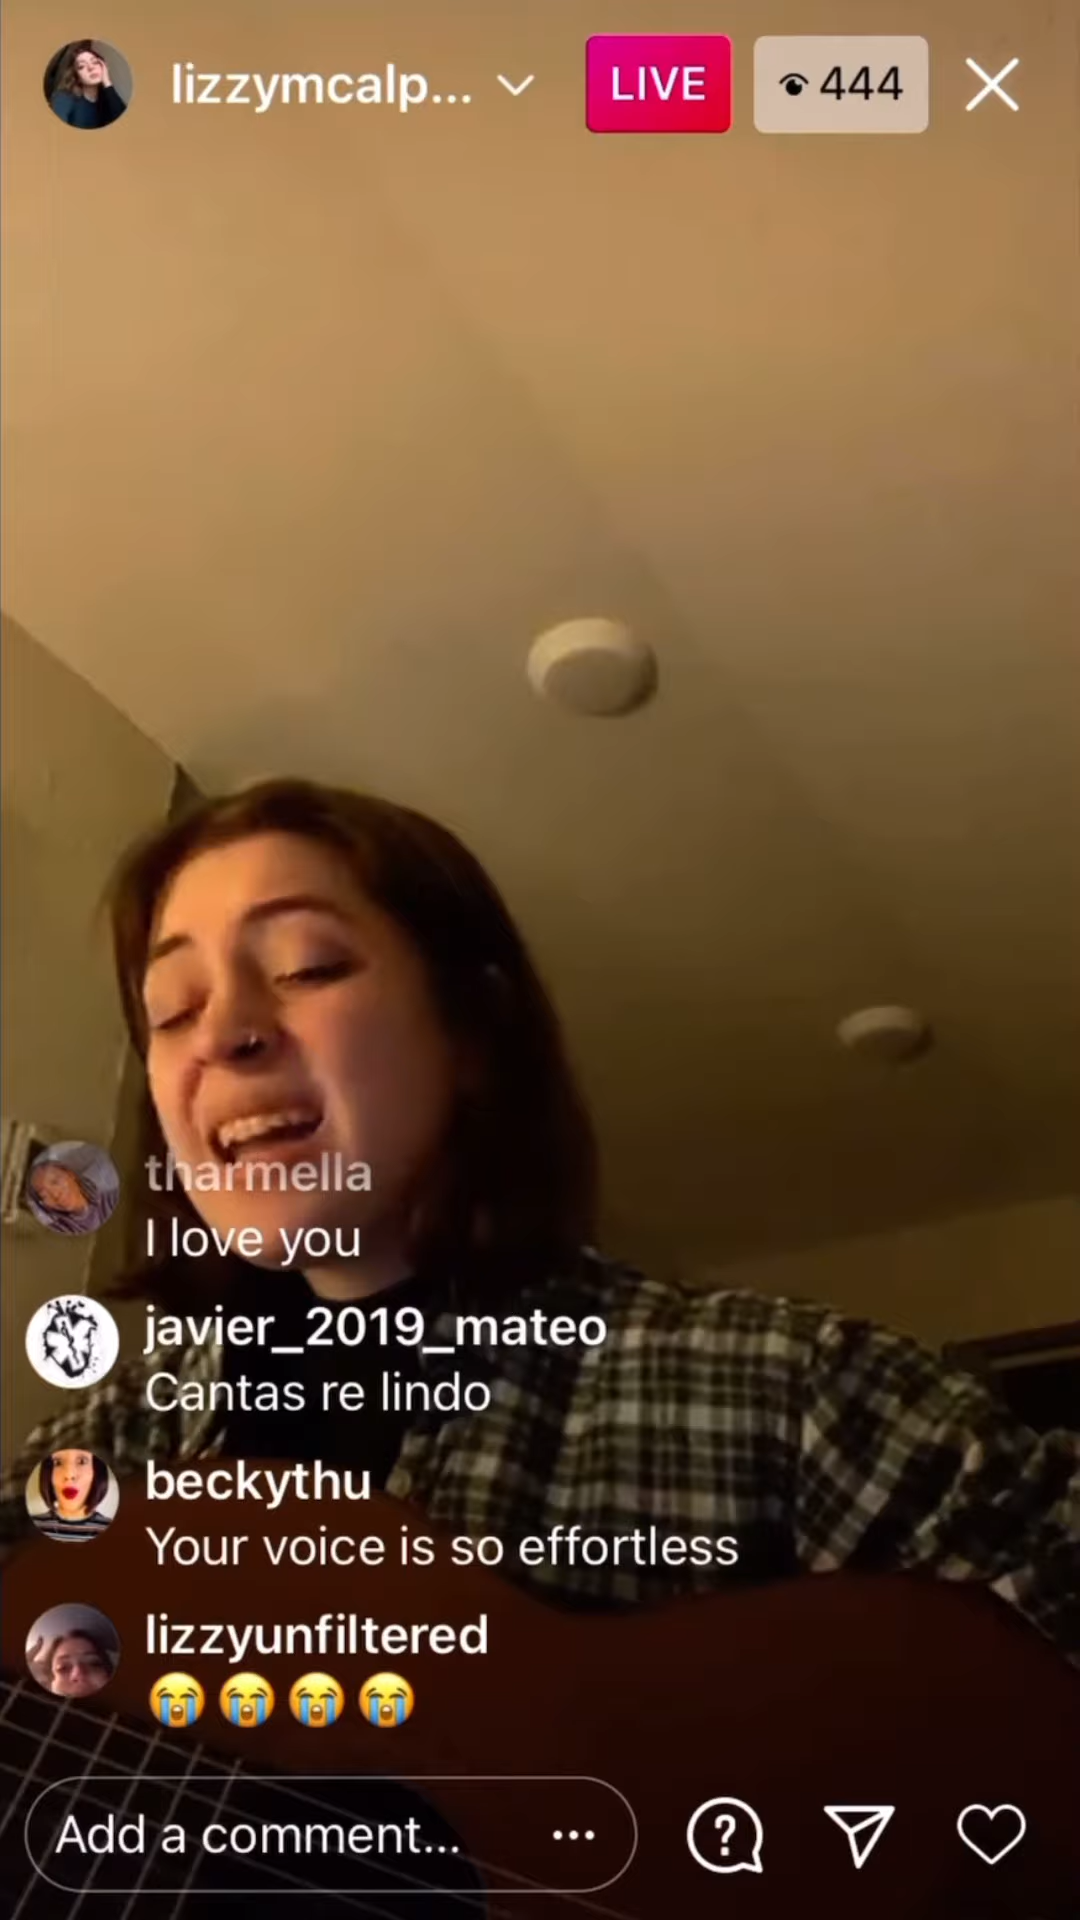 lizzymcalp...
LIVE
444
tharmella
I love you
javier_2019_mateo
Cantas re lindo
beckythu
Your voice is so effortless
lizzyunfiltered
😭😭😭😭
Add a comment...